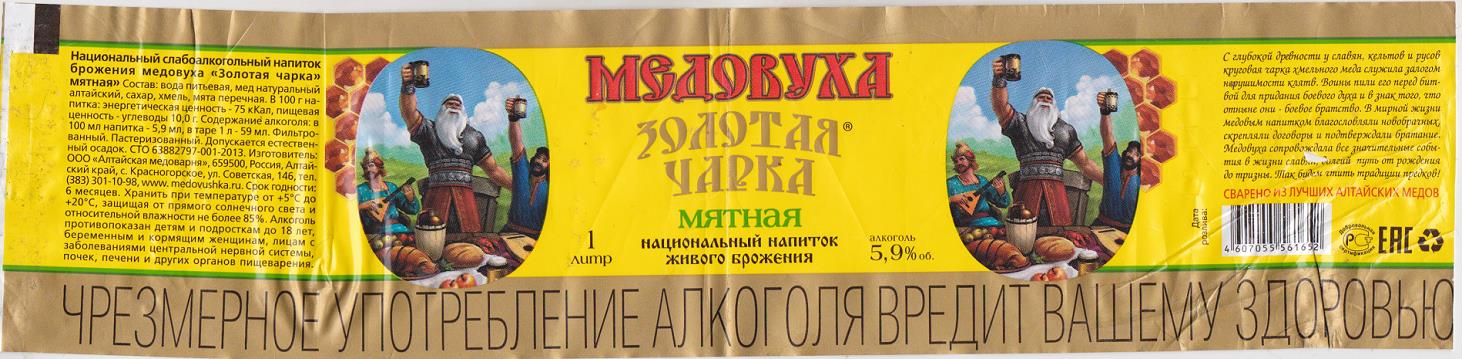 Национальный слабоалкогольный напиток
брожения медовуха «Золотая чарка»
мятная» Состав: вода питьевая, мед натуральный
алтайский, сахар, хмель, мята перечная. В 100 г на-
питка: энергетическая ценность - 75 кКал, пищевая
ценность - углеводы 10,0 г. Содержание алкоголя: в
100 мл напитка - 5,9 мл, в таре 1 л - 59 мл. Фильтро-
ванный. Пастеризованный. Допускается естествен-
ный осадок. СТО 63882797-001-2013. Изготовитель:
ООО «Алтайская медоварня», 659500, Россия, Алтай-
ский край, с. Красногорское, ул. Советская, 146, тел.
(383) 301-10-98, www. medovushka.ru. Срок годности:
6 месяцев. Хранить при температуре от +5°С до
+20°С, защищая от прямого солнечного света и
относительной влажности не более 85%. Алкоголь
противопоказан детям и подросткам до 18 лет,
беременным и кормящим женщинам, лицам с
заболеваниями центральной нервной системы,
почек, печени и других органов пищеварения.
МЕДОВУХА
ЗОЛОТАЯ®
ЧАРКА
МЯТНАЯ
1
литр
НАЦИОНАЛЬНЫЙ НАПИТОК
ЖИВОГО БРОЖЕНИЯ
алкоголь
5,9% об.
С глубокой древности у славян, кельтов и русов
круговая чарка хмельного меда служила залогом
нерушимости клятв. Воины пили его перед бит-
вой для придания боевого духа и в знак того, что
отныне они - боевое братство. В мирной жизни
медовым напитком благословляли новобрачных,
скрепляли договоры и подтверждали братание.
Медовуха сопровождала все значительные собы-
тия в жизни славян, долгий путь от рождения
до тризны. Так будем чтить традиции предков!
СВАРЕНО ИЗ ЛУЧШИХ АЛТАЙСКИХ МЕДОВ
Дата
розлива:
4 607055 561652
Добровольная
РСТ
сертификация
ЕАС
ЧРЕЗМЕРНОЕ УПОТРЕБЛЕНИЕ АЛКОГОЛЯ ВРЕДИТ ВАШЕМУ ЗДОРОВЬЮ